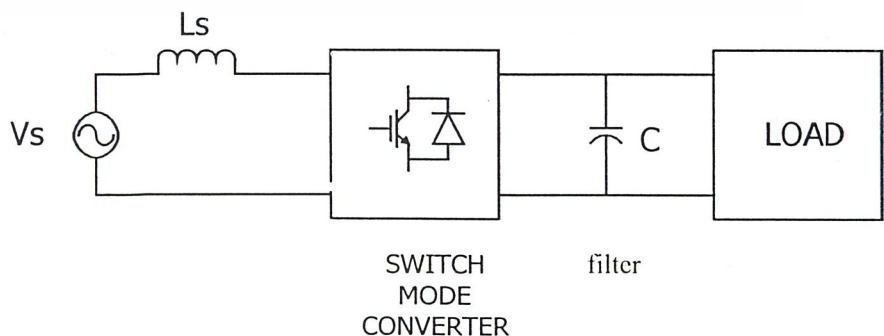 Ls
Vs
C
LOAD
SWITCH
MODE
CONVERTER
filter